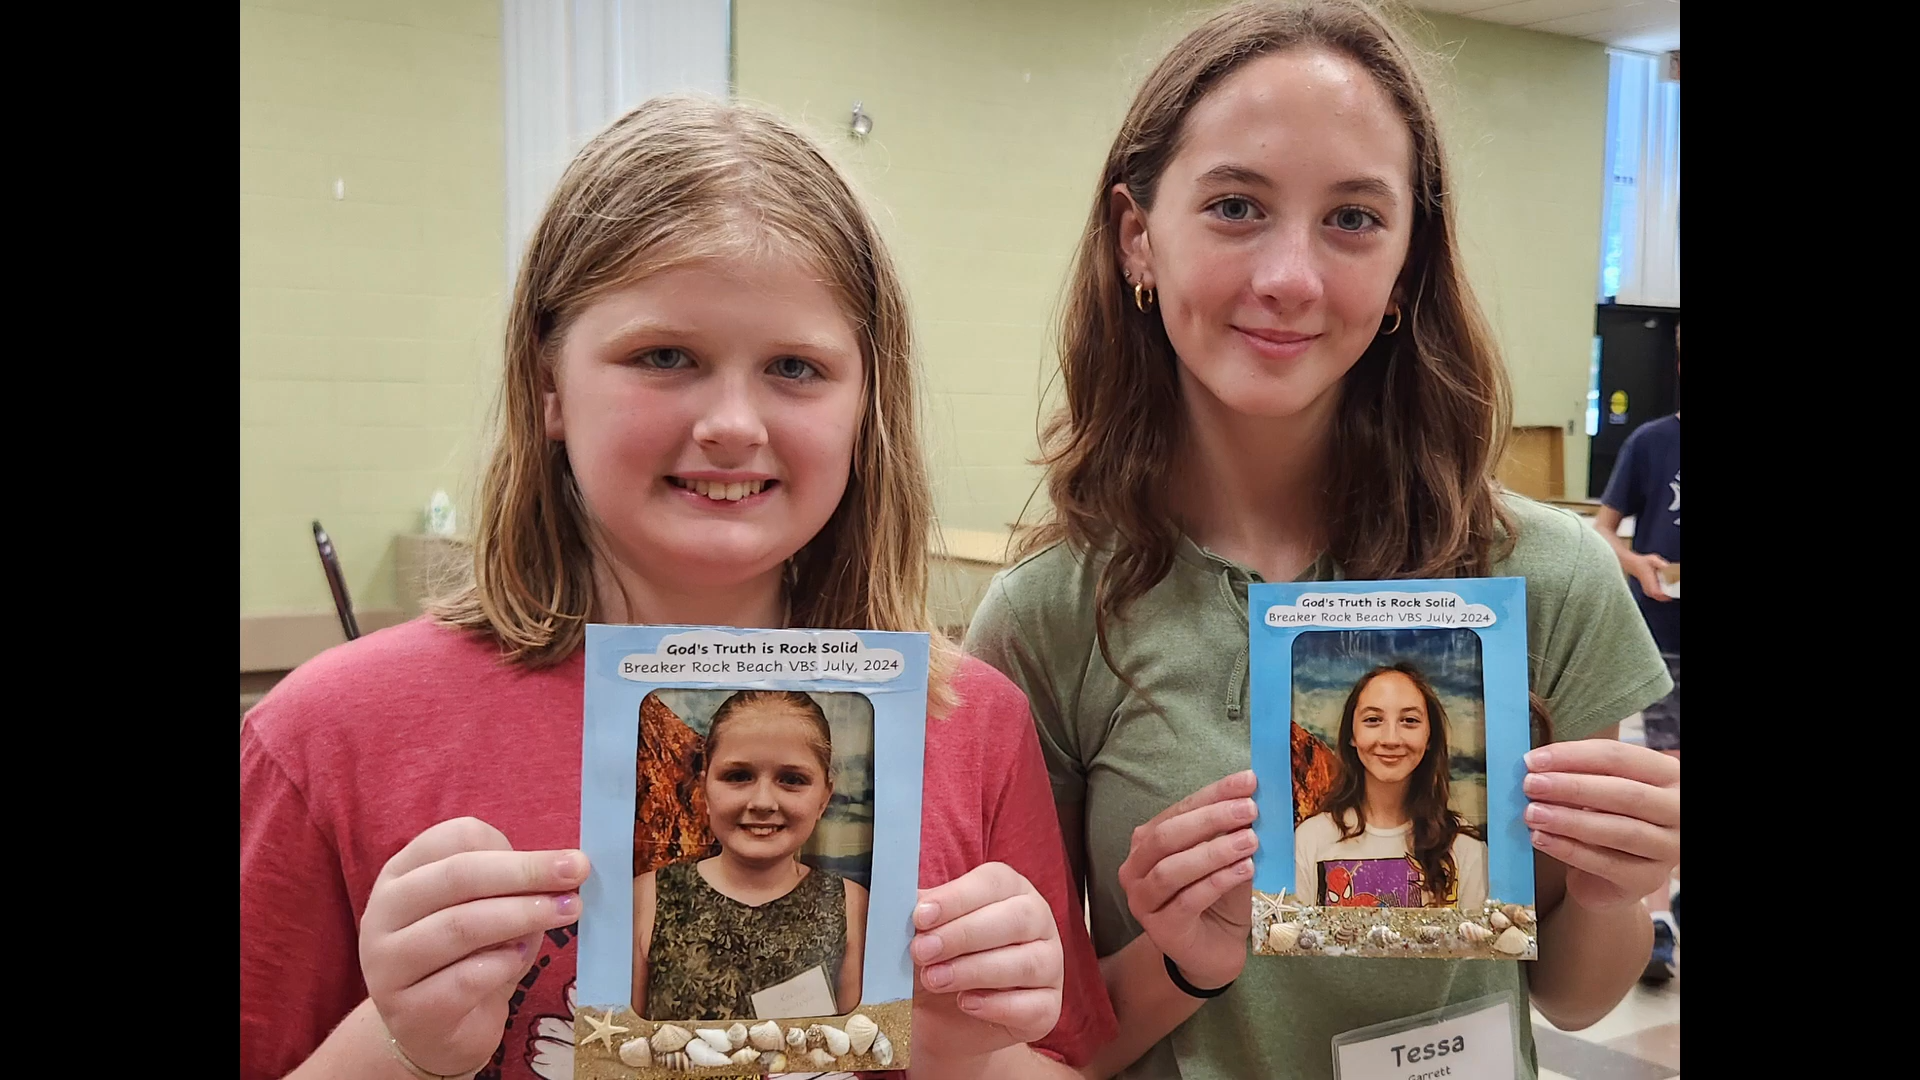 God's Truth is Rock Solid
Breaker Rock Beach VBS July, 2024
God's Truth is Rock Solid
Breaker Rock Beach VBS July, 2024
Tessa
Garrett